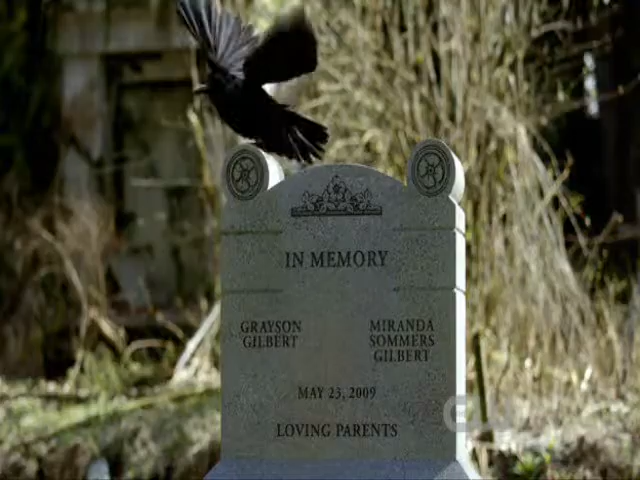 IN MEMORY
GRAYSON
GILBERT
MIRANDA
SOMMERS
GILBERT
MAY 23, 2009
LOVING PARENTS